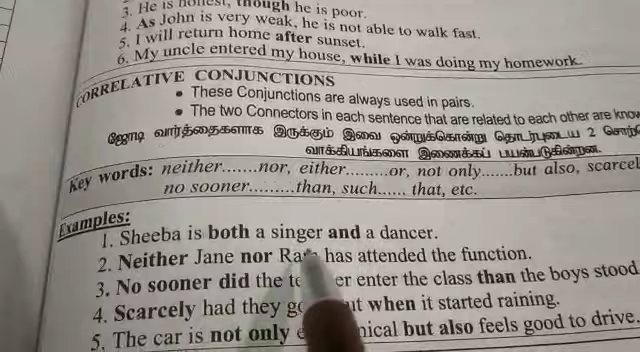 3. He is honest, though he is poor.
4. As John is very weak, he is not able to walk fast.
5. I will return home after sunset.
6. My uncle entered my house, while I was doing my homework.
CORRELATIVE CONJUNCTIONS
• These Conjunctions are always used in pairs.
• The two Connectors in each sentence that are related to each other are know
ஜோடி வார்த்தைகளாக இருக்கும் இவை ஒன்றுக்கொன்று தொடர்புடைய 2 சொற்
வாக்கியங்களை இணைக்கப் பயன்படுகின்றன.
Key words: neither.......nor, either.........or, not only......but also, scarcel
no sooner.........than, such...... that, etc.
Examples:
1. Sheeba is both a singer and a dancer.
2. Neither Jane nor has attended the function.
3. No sooner did the enter the class than the boys stood
4. Scarcely had they when it started raining.
5. The car is not only but also feels good to drive.